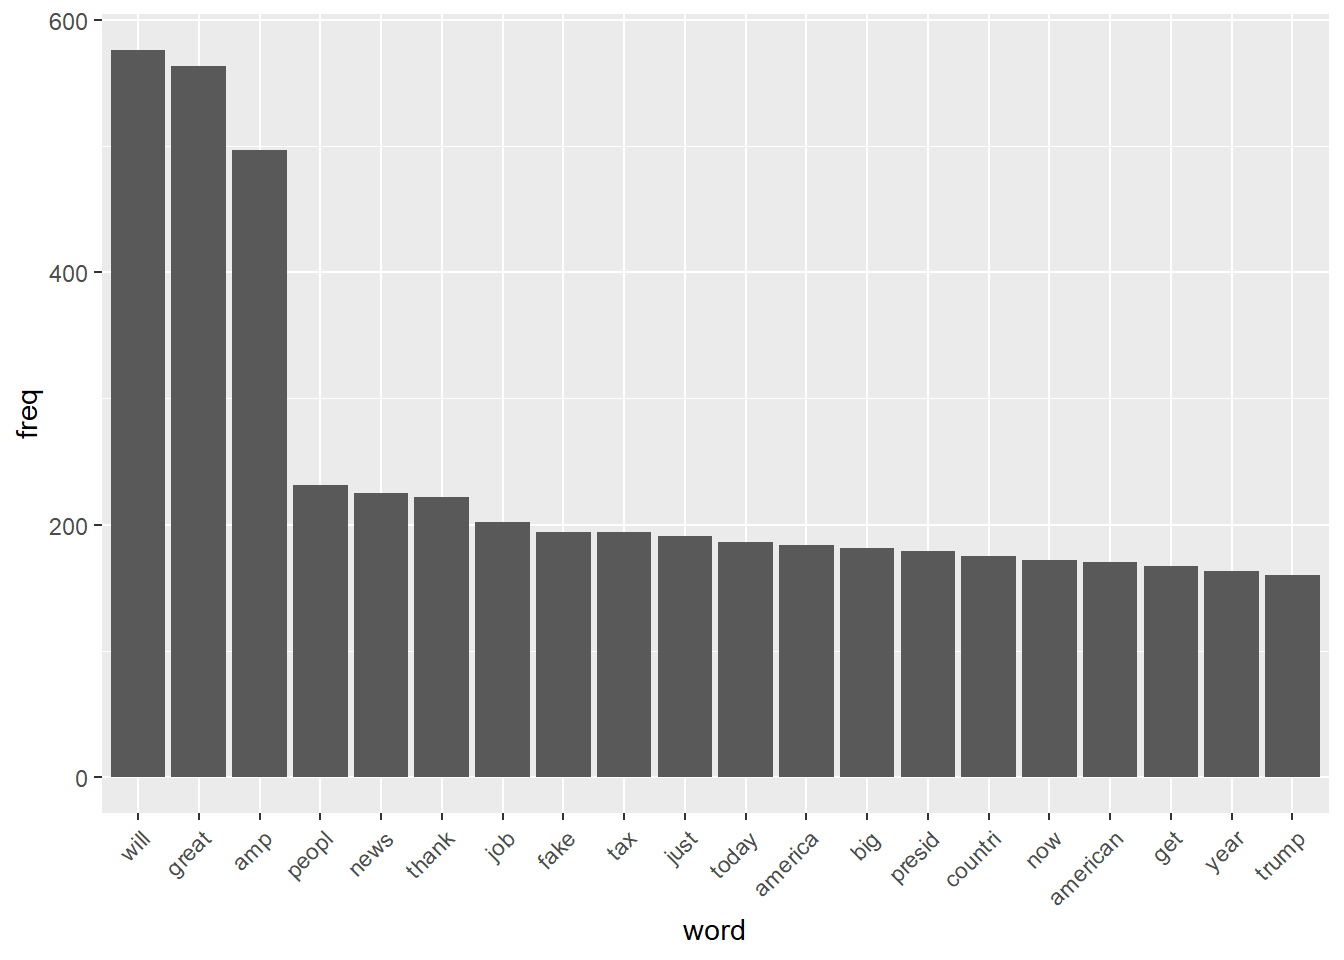 600
400
200
0
freq
will great amp peopl news thank job fake tax just today america big presid countri now american get year trump
word